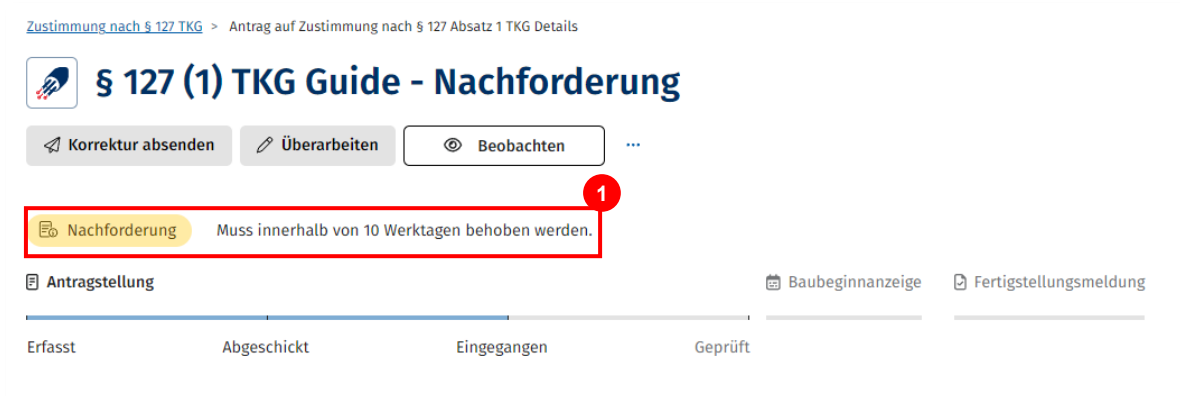 Zustimmung nach § 127 TKG > Antrag auf Zustimmung nach § 127 Absatz 1 TKG Details
§ 127 (1) TKG Guide - Nachforderung
Korrektur absenden Überarbeiten Beobachten ...
1
Nachforderung Muss innerhalb von 10 Werktagen behoben werden.
Antragstellung Baubeginnanzeige Fertigstellungsmeldung
Erfasst Abgeschickt Eingegangen Geprüft